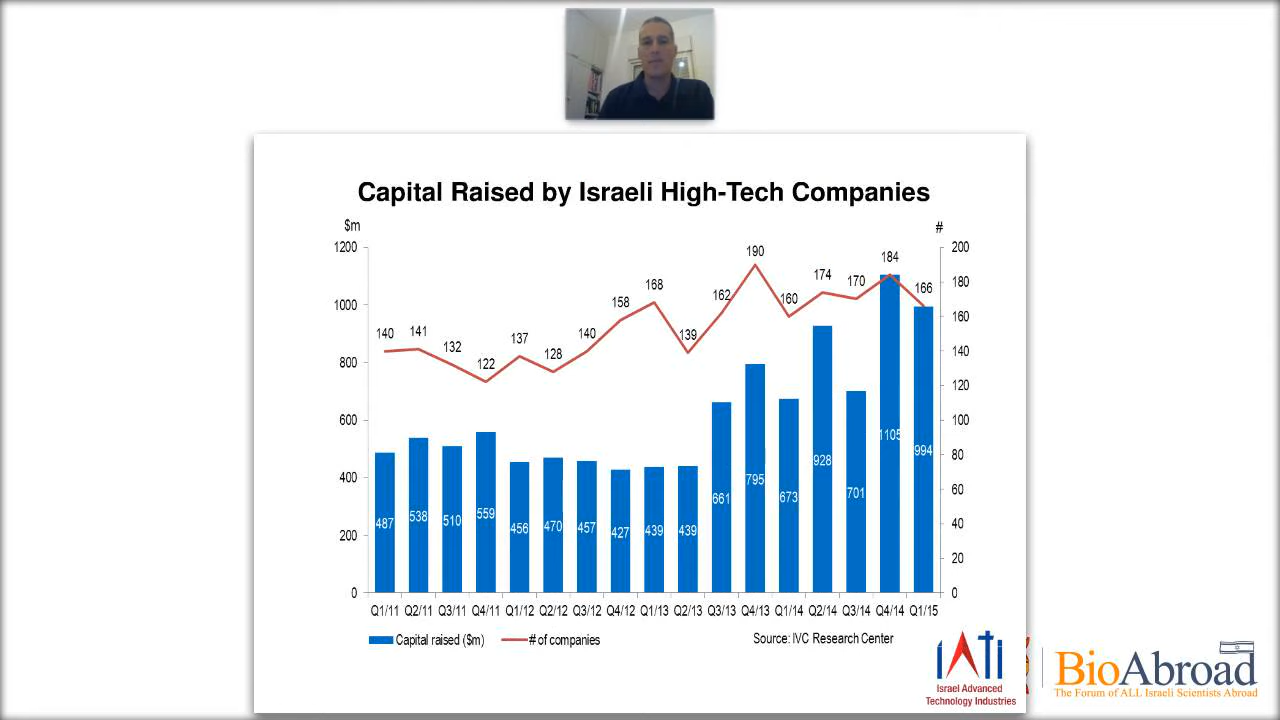 Capital Raised by Israeli High-Tech Companies
$m #
1200 200
1000 180
800 160
600 140
400 120
200 100
0 80
60
40
20
0
140 141 132 122 137 128 140 158 168 139 162 190 160 174 170 184 166
487 538 510 559 456 470 457 427 439 439 661 795 673 928 701 1105 994
Q1/11 Q2/11 Q3/11 Q4/11 Q1/12 Q2/12 Q3/12 Q4/12 Q1/13 Q2/13 Q3/13 Q4/13 Q1/14 Q2/14 Q3/14 Q4/14 Q1/15
Capital raised ($m) # of companies Source: IVC Research Center
iATi
Israel Advanced
Technology Industries
BioAbroad
The Forum of ALL Israeli Scientists Abroad